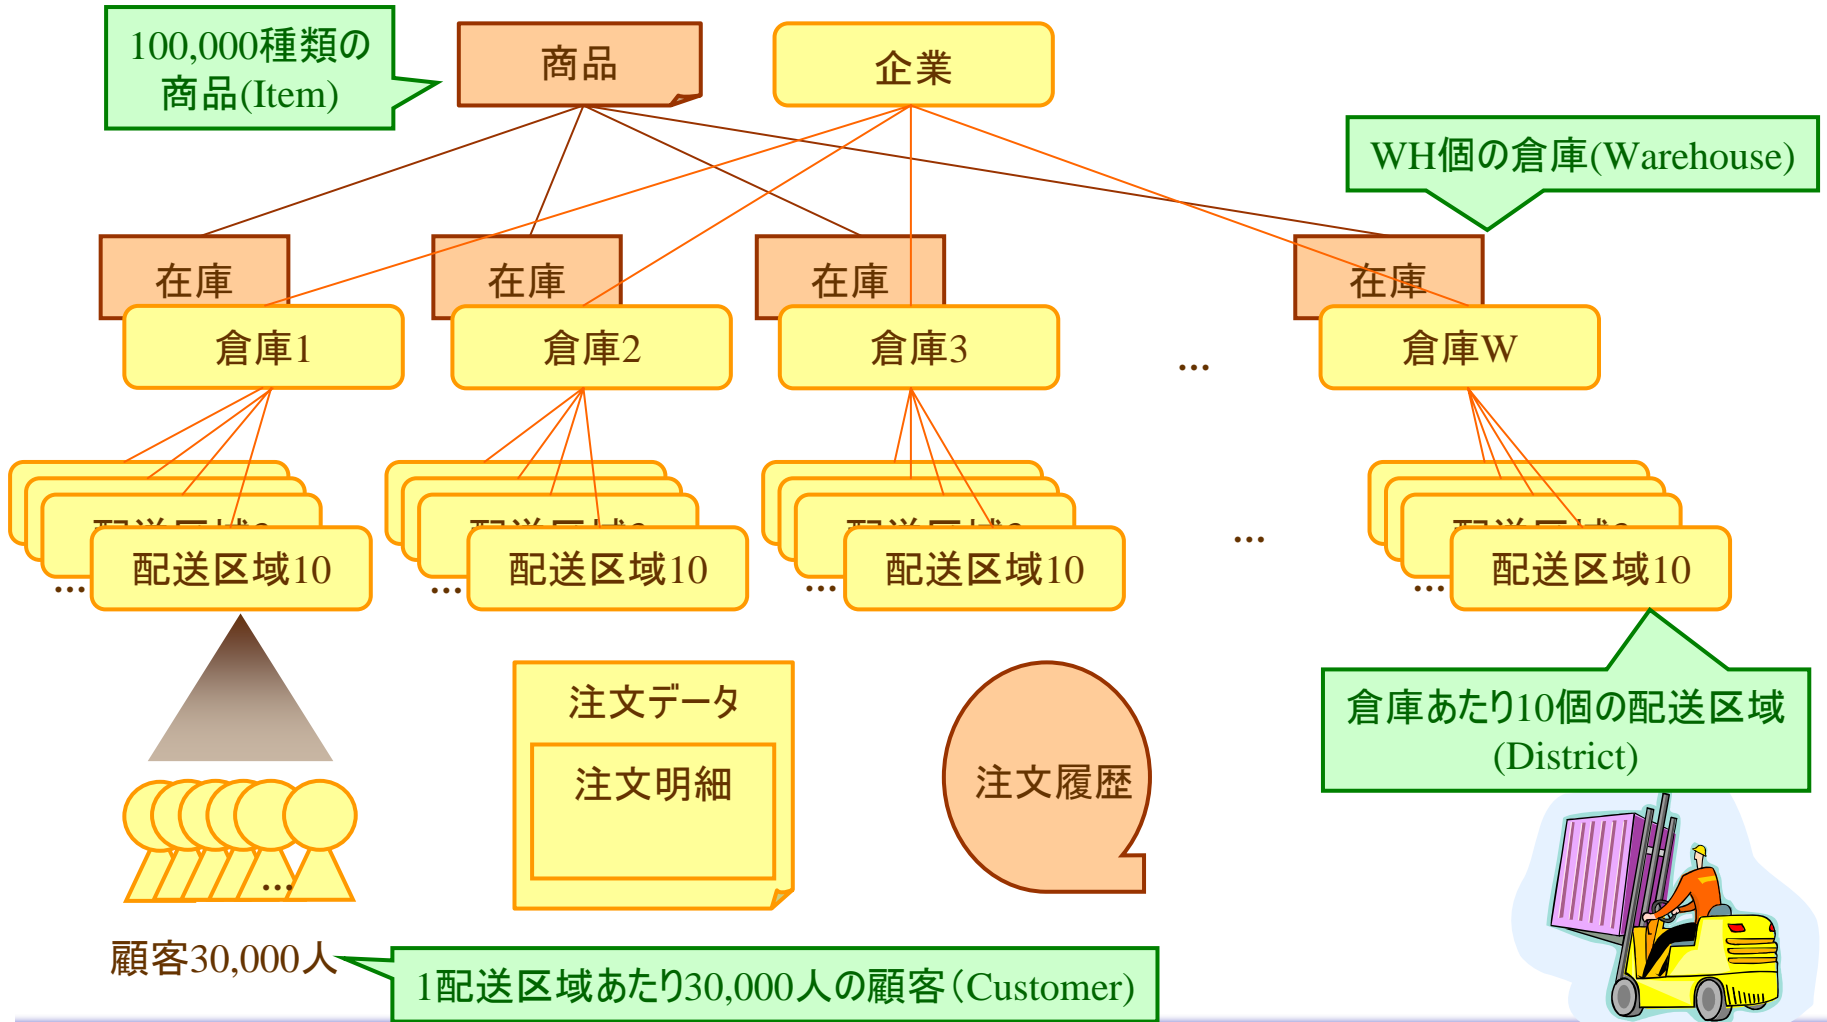 100,000種類の
商品(Item)
商品
企業
WH個の倉庫(Warehouse)
在庫
在庫
在庫
在庫
倉庫1
倉庫2
倉庫3
...
倉庫W
配送区域10
...
配送区域10
...
配送区域10
...
...
配送区域10
...
注文データ
注文明細
注文履歴
倉庫あたり10個の配送区域
(District)
...
顧客30,000人
1配送区域あたり30,000人の顧客(Customer)